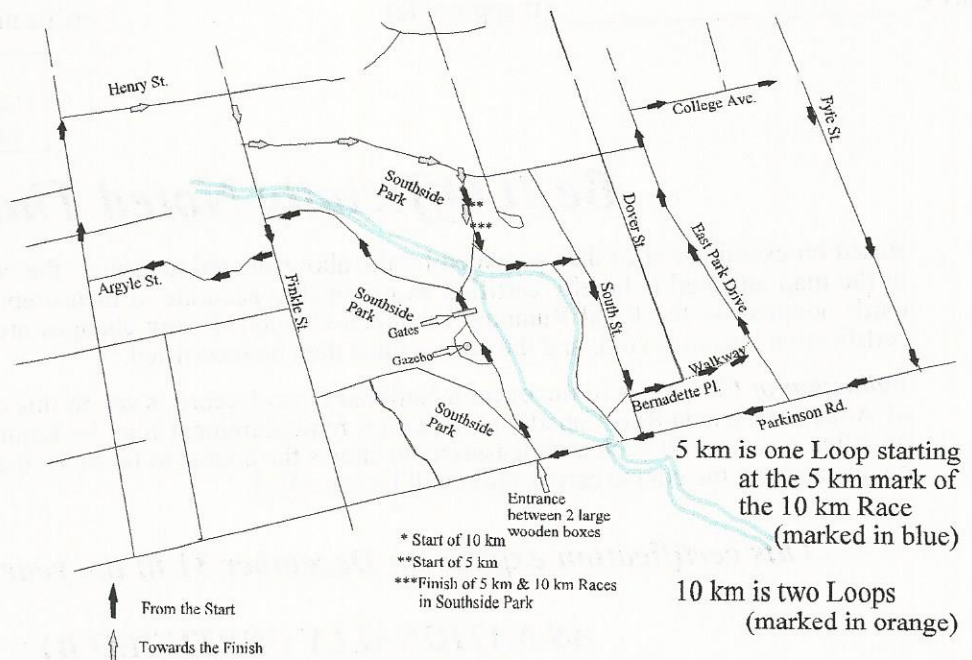 Henry St.
College Ave.
Fyfe St.
Southside
Park
Dover St.
East Park Drive
Argyle St.
Finkle St.
Southside
Park
Gates
Gazebo
South St.
Walkway
Bernadette Pl.
Parkinson Rd.
Southside
Park
**
***
Entrance
between 2 large
wooden boxes
* Start of 10 km
**Start of 5 km
***Finish of 5 km & 10 km Races
in Southside Park
5 km is one Loop starting
at the 5 km mark of
the 10 km Race
(marked in blue)
10 km is two Loops
(marked in orange)
From the Start
Towards the Finish